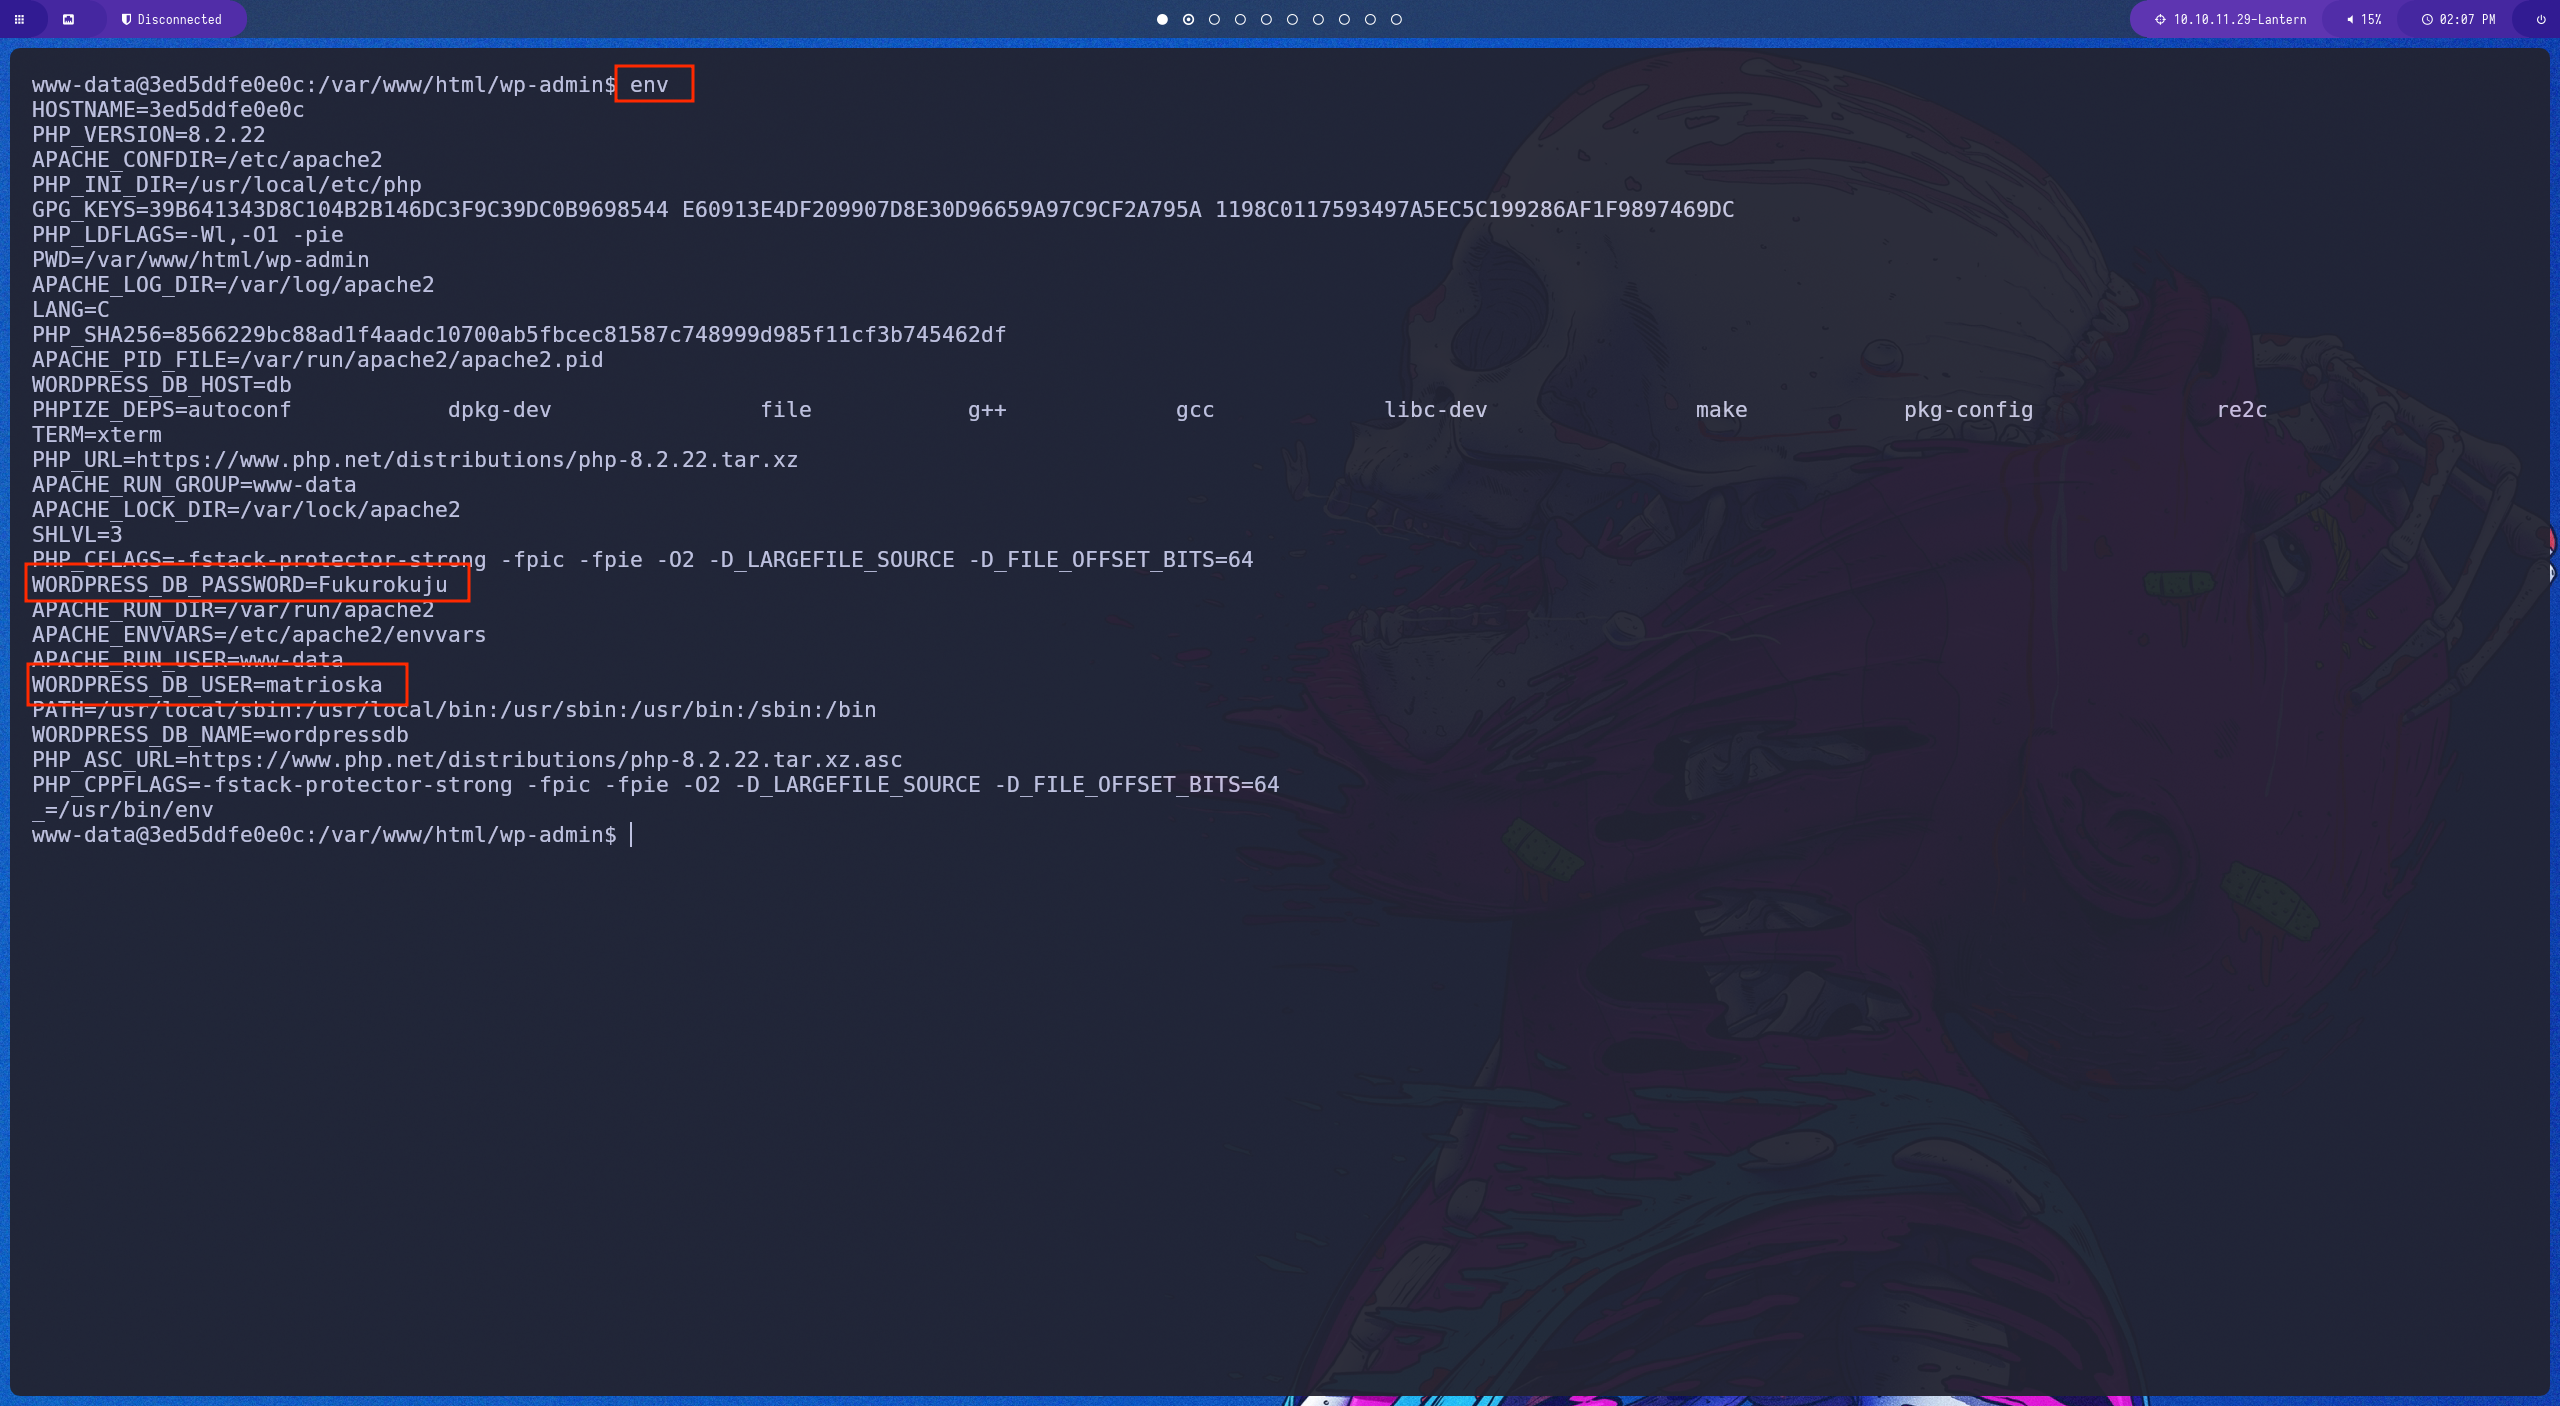 Disconnected
10.10.11.29-Lantern 15% 02:07 PM
www-data@3ed5ddfe0e0c:/var/www/html/wp-admin$ env
HOSTNAME=3ed5ddfe0e0c
PHP_VERSION=8.2.22
APACHE_CONFDIR=/etc/apache2
PHP_INI_DIR=/usr/local/etc/php
GPG_KEYS=39B641343D8C104B2B146DC3F9C39DC0B9698544 E60913E4DF209907D8E30D96659A97C9CF2A795A 1198C0117593497A5EC5C199286AF1F9897469DC
PHP_LDFLAGS=-Wl,-O1 -pie
PWD=/var/www/html/wp-admin
APACHE_LOG_DIR=/var/log/apache2
LANG=C
PHP_SHA256=8566229bc88ad1f4aadc10700ab5fbcec81587c748999d985f11cf3b745462df
APACHE_PID_FILE=/var/run/apache2/apache2.pid
WORDPRESS_DB_HOST=db
PHPIZE_DEPS=autoconf dpkg-dev file g++ gcc libc-dev make pkg-config re2c
TERM=xterm
PHP_URL=https://www.php.net/distributions/php-8.2.22.tar.xz
APACHE_RUN_GROUP=www-data
APACHE_LOCK_DIR=/var/lock/apache2
SHLVL=3
PHP_CFLAGS=-fstack-protector-strong -fpic -fpie -O2 -D_LARGEFILE_SOURCE -D_FILE_OFFSET_BITS=64
WORDPRESS_DB_PASSWORD=Fukurokuju
APACHE_RUN_DIR=/var/run/apache2
APACHE_ENVVARS=/etc/apache2/envvars
APACHE_RUN_USER=www-data
WORDPRESS_DB_USER=matrioska
PATH=/usr/local/sbin:/usr/local/bin:/usr/sbin:/usr/bin:/sbin:/bin
WORDPRESS_DB_NAME=wordpressdb
PHP_ASC_URL=https://www.php.net/distributions/php-8.2.22.tar.xz.asc
PHP_CPPFLAGS=-fstack-protector-strong -fpic -fpie -O2 -D_LARGEFILE_SOURCE -D_FILE_OFFSET_BITS=64
_=/usr/bin/env
www-data@3ed5ddfe0e0c:/var/www/html/wp-admin$